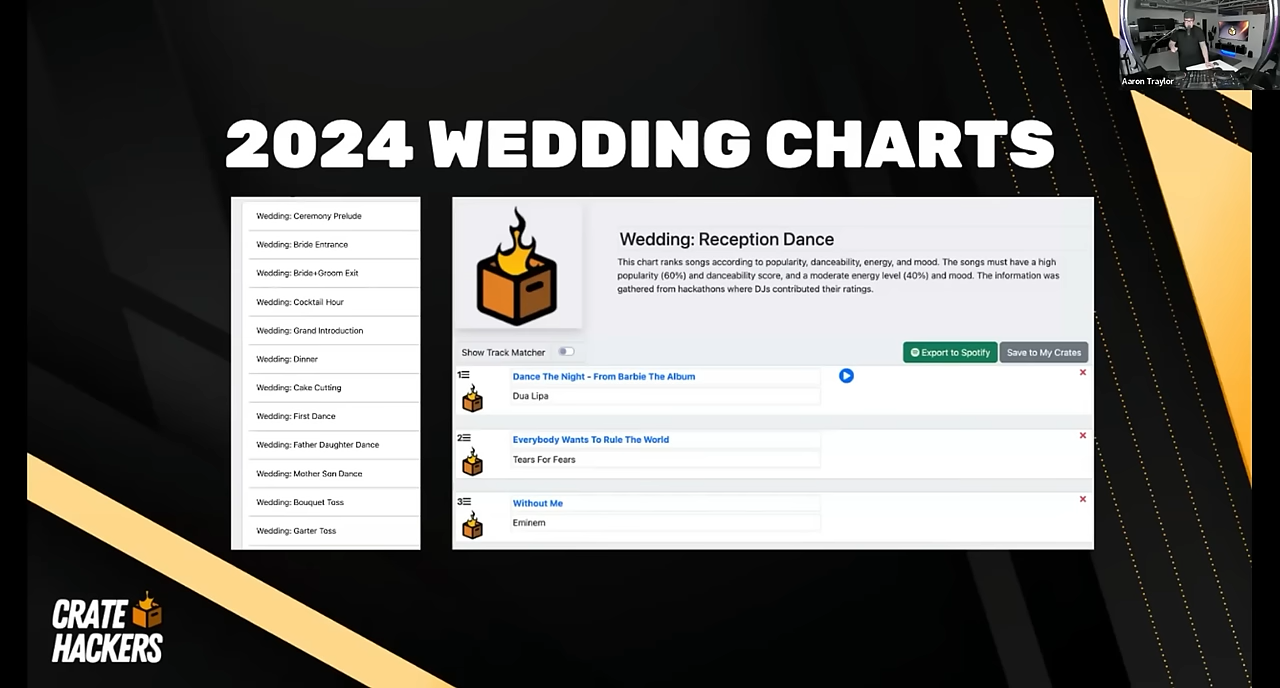 Aaron Traylor
2024 WEDDING CHARTS
Wedding: Ceremony Prelude
Wedding: Bride Entrance
Wedding: Bride+Groom Exit
Wedding: Cocktail Hour
Wedding: Grand Introduction
Wedding: Dinner
Wedding: Cake Cutting
Wedding: First Dance
Wedding: Father Daughter Dance
Wedding: Mother Son Dance
Wedding: Bouquet Toss
Wedding: Garter Toss
Wedding: Reception Dance
This chart ranks songs according to popularity, danceability, energy, and mood. The songs must have a high
popularity (60%) and danceability score, and a moderate energy level (40%) and mood. The information was
gathered from hackathons where DJs contributed their ratings.
Show Track Matcher
Export to Spotify
Save to My Crates
1
Dance The Night - From Barbie The Album
Dua Lipa
2
Everybody Wants To Rule The World
Tears For Fears
3
Without Me
Eminem
CRATE
HACKERS